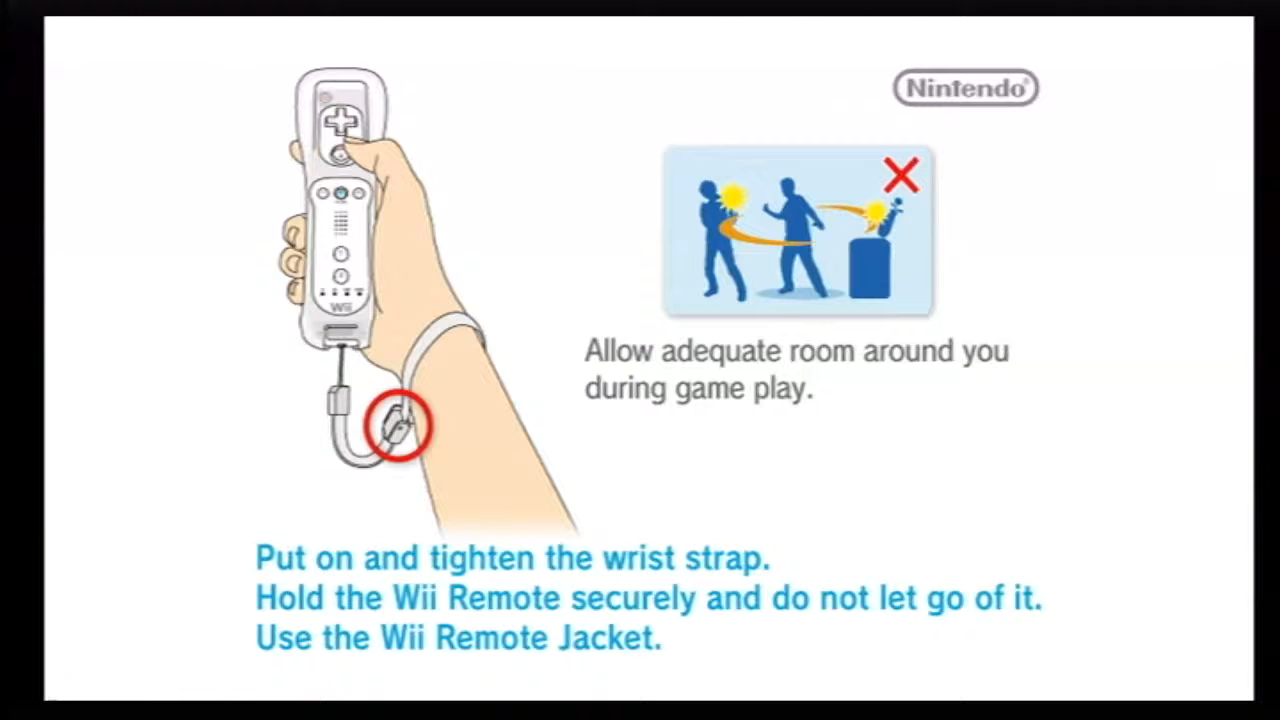 Nintendo®
Wii
Allow adequate room around you
during game play.
Put on and tighten the wrist strap.
Hold the Wii Remote securely and do not let go of it.
Use the Wii Remote Jacket.